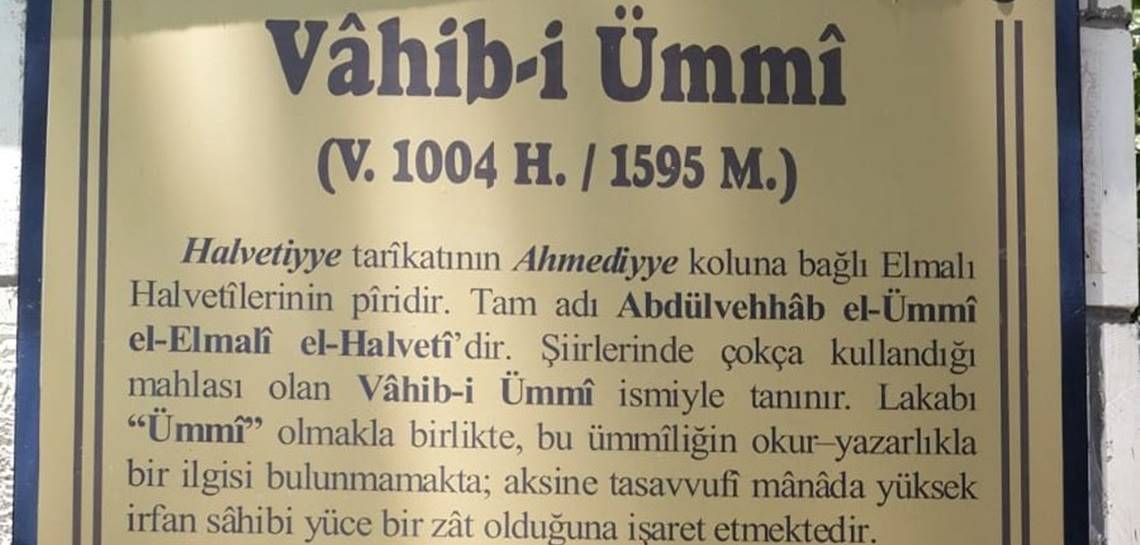 Vâhib-i Ümmî
(V. 1004 H. / 1595 M.)
Halvetiyye tarîkatının Ahmediyye koluna bağlı Elmalı
Halvetîlerinin pîridir. Tam adı Abdülvehhâb el-Ümmî
el-Elmalî el-Halvetî’dir. Şiirlerinde çokça kullandığı
mahlası olan Vâhib-i Ümmî ismiyle tanınır. Lakabı
“Ümmî” olmakla birlikte, bu ümmîliğin okur–yazarlıkla
bir ilgisi bulunmamakta; aksine tasavvufî mânâda yüksek
irfan sâhibi yüce bir zât olduğuna işaret etmektedir.